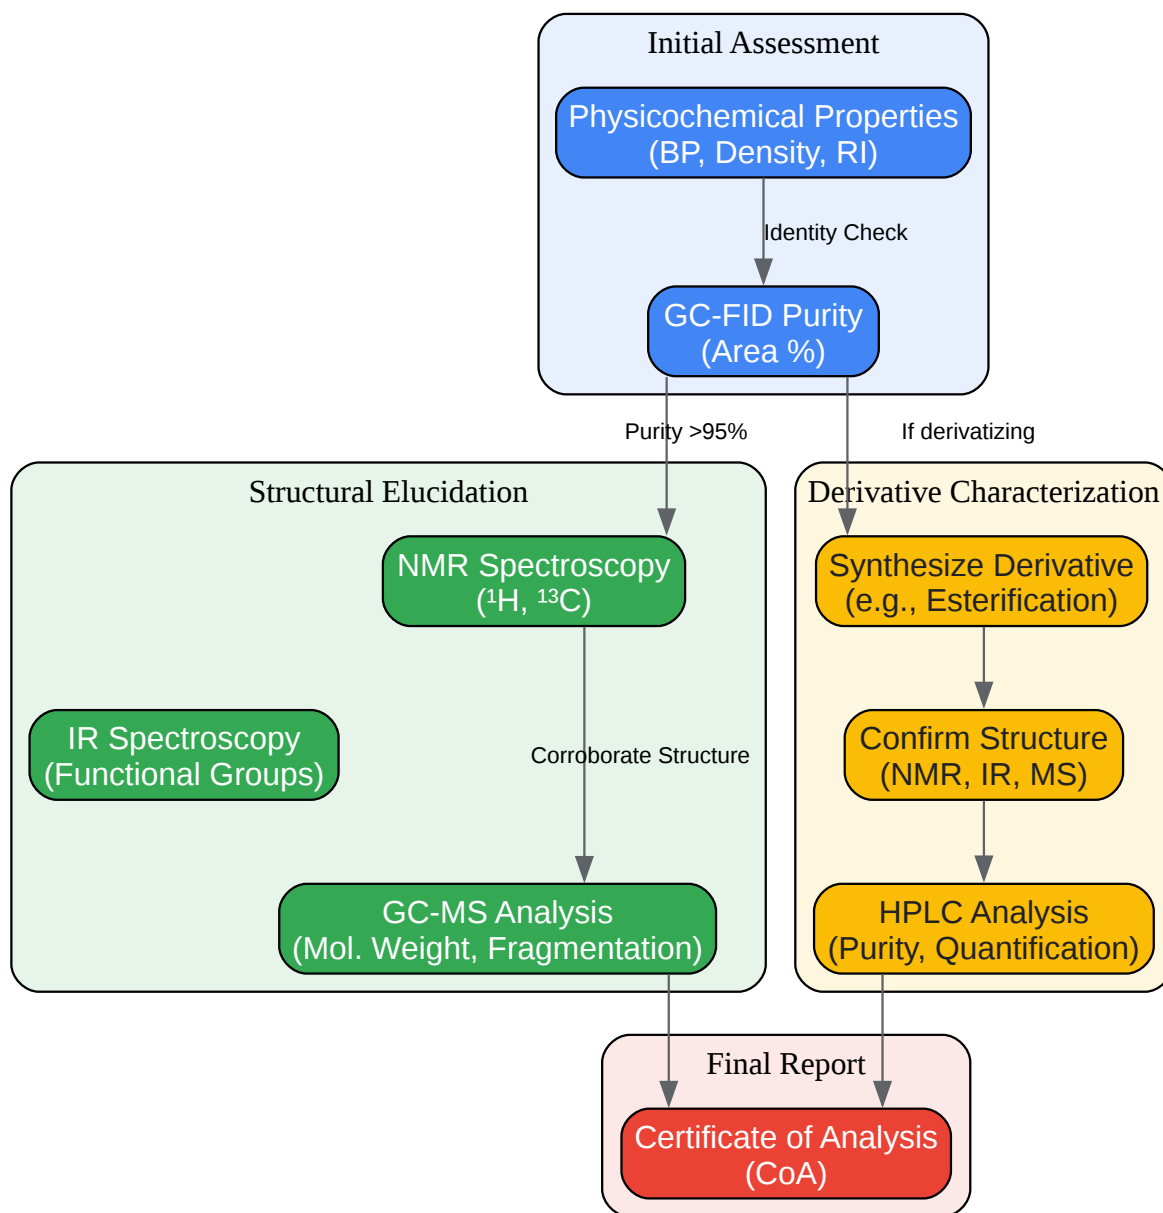 Initial Assessment
Physicochemical Properties
(BP, Density, RI)
Identity Check
GC-FID Purity
(Area %)
Purity >95%
If derivatizing
Structural Elucidation
NMR Spectroscopy
(¹H, ¹³C)
IR Spectroscopy
(Functional Groups)
Corroborate Structure
GC-MS Analysis
(Mol. Weight, Fragmentation)
Derivative Characterization
Synthesize Derivative
(e.g., Esterification)
Confirm Structure
(NMR, IR, MS)
HPLC Analysis
(Purity, Quantification)
Final Report
Certificate of Analysis
(CoA)